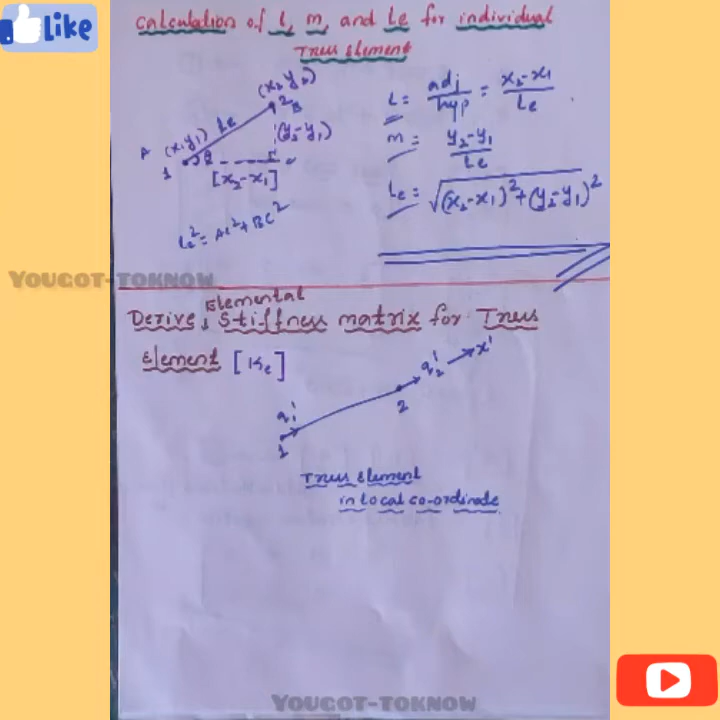 Like
Calculation of l, m, and Le for individual
Truss Element
(x2 y2)
2 B
A (x1 y1) Le
(y2-y1)
1 θ
[x2-x1]
Le² = AC² + BC²
l = adj/hyp = x2-x1/Le
m = y2-y1/Le
Le = √(x2-x1)²+(y2-y1)²
YOUGOT-TOKNOW
Elemental
Derive, Stiffness matrix for Truss
Element [Ke]
q1' 1
2 q2' x'
Truss Element
in local co-ordinate
YOUGOT-TOKNOW